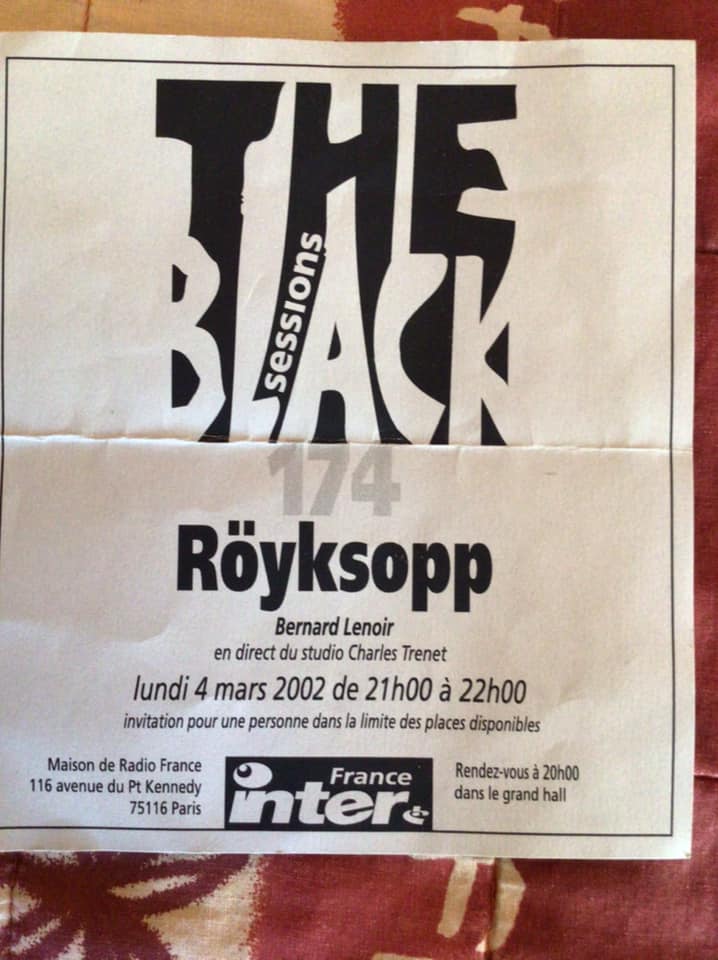 THE
BLACK
sessions
174
Röyksopp
Bernard Lenoir
en direct du studio Charles Trenet
lundi 4 mars 2002 de 21h00 à 22h00
invitation pour une personne dans la limite des places disponibles
Maison de Radio France
116 avenue du Pt Kennedy
75116 Paris
France
inter
Rendez-vous à 20h00
dans le grand hall